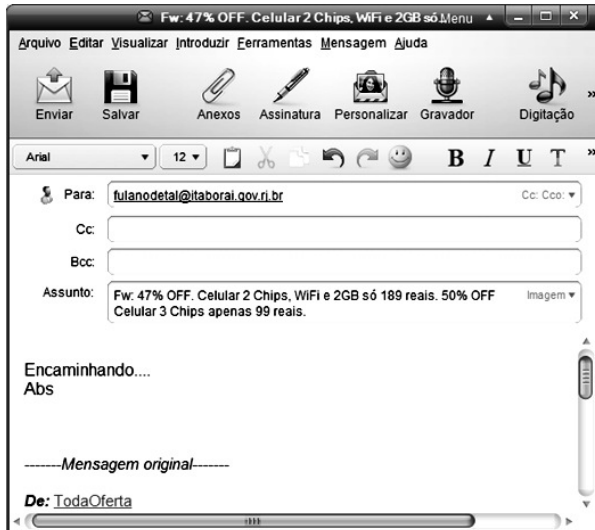 Fw: 47% OFF. Celular 2 Chips, WiFi e 2GB só Menu
Arquivo Editar Visualizar Introduzir Ferramentas Mensagem Ajuda
Enviar Salvar Anexos Assinatura Personalizar Gravador Digitação »
Arial 12 B I U T »
Para: fulanodetal@itaborai.gov.rj.br Cc: Cco:
Cc:
Bcc:
Assunto: Fw: 47% OFF. Celular 2 Chips, WiFi e 2GB só 189 reais. 50% OFF Imagem
Celular 3 Chips apenas 99 reais.
Encaminhando....
Abs
-------Mensagem original-------
De: TodaOferta